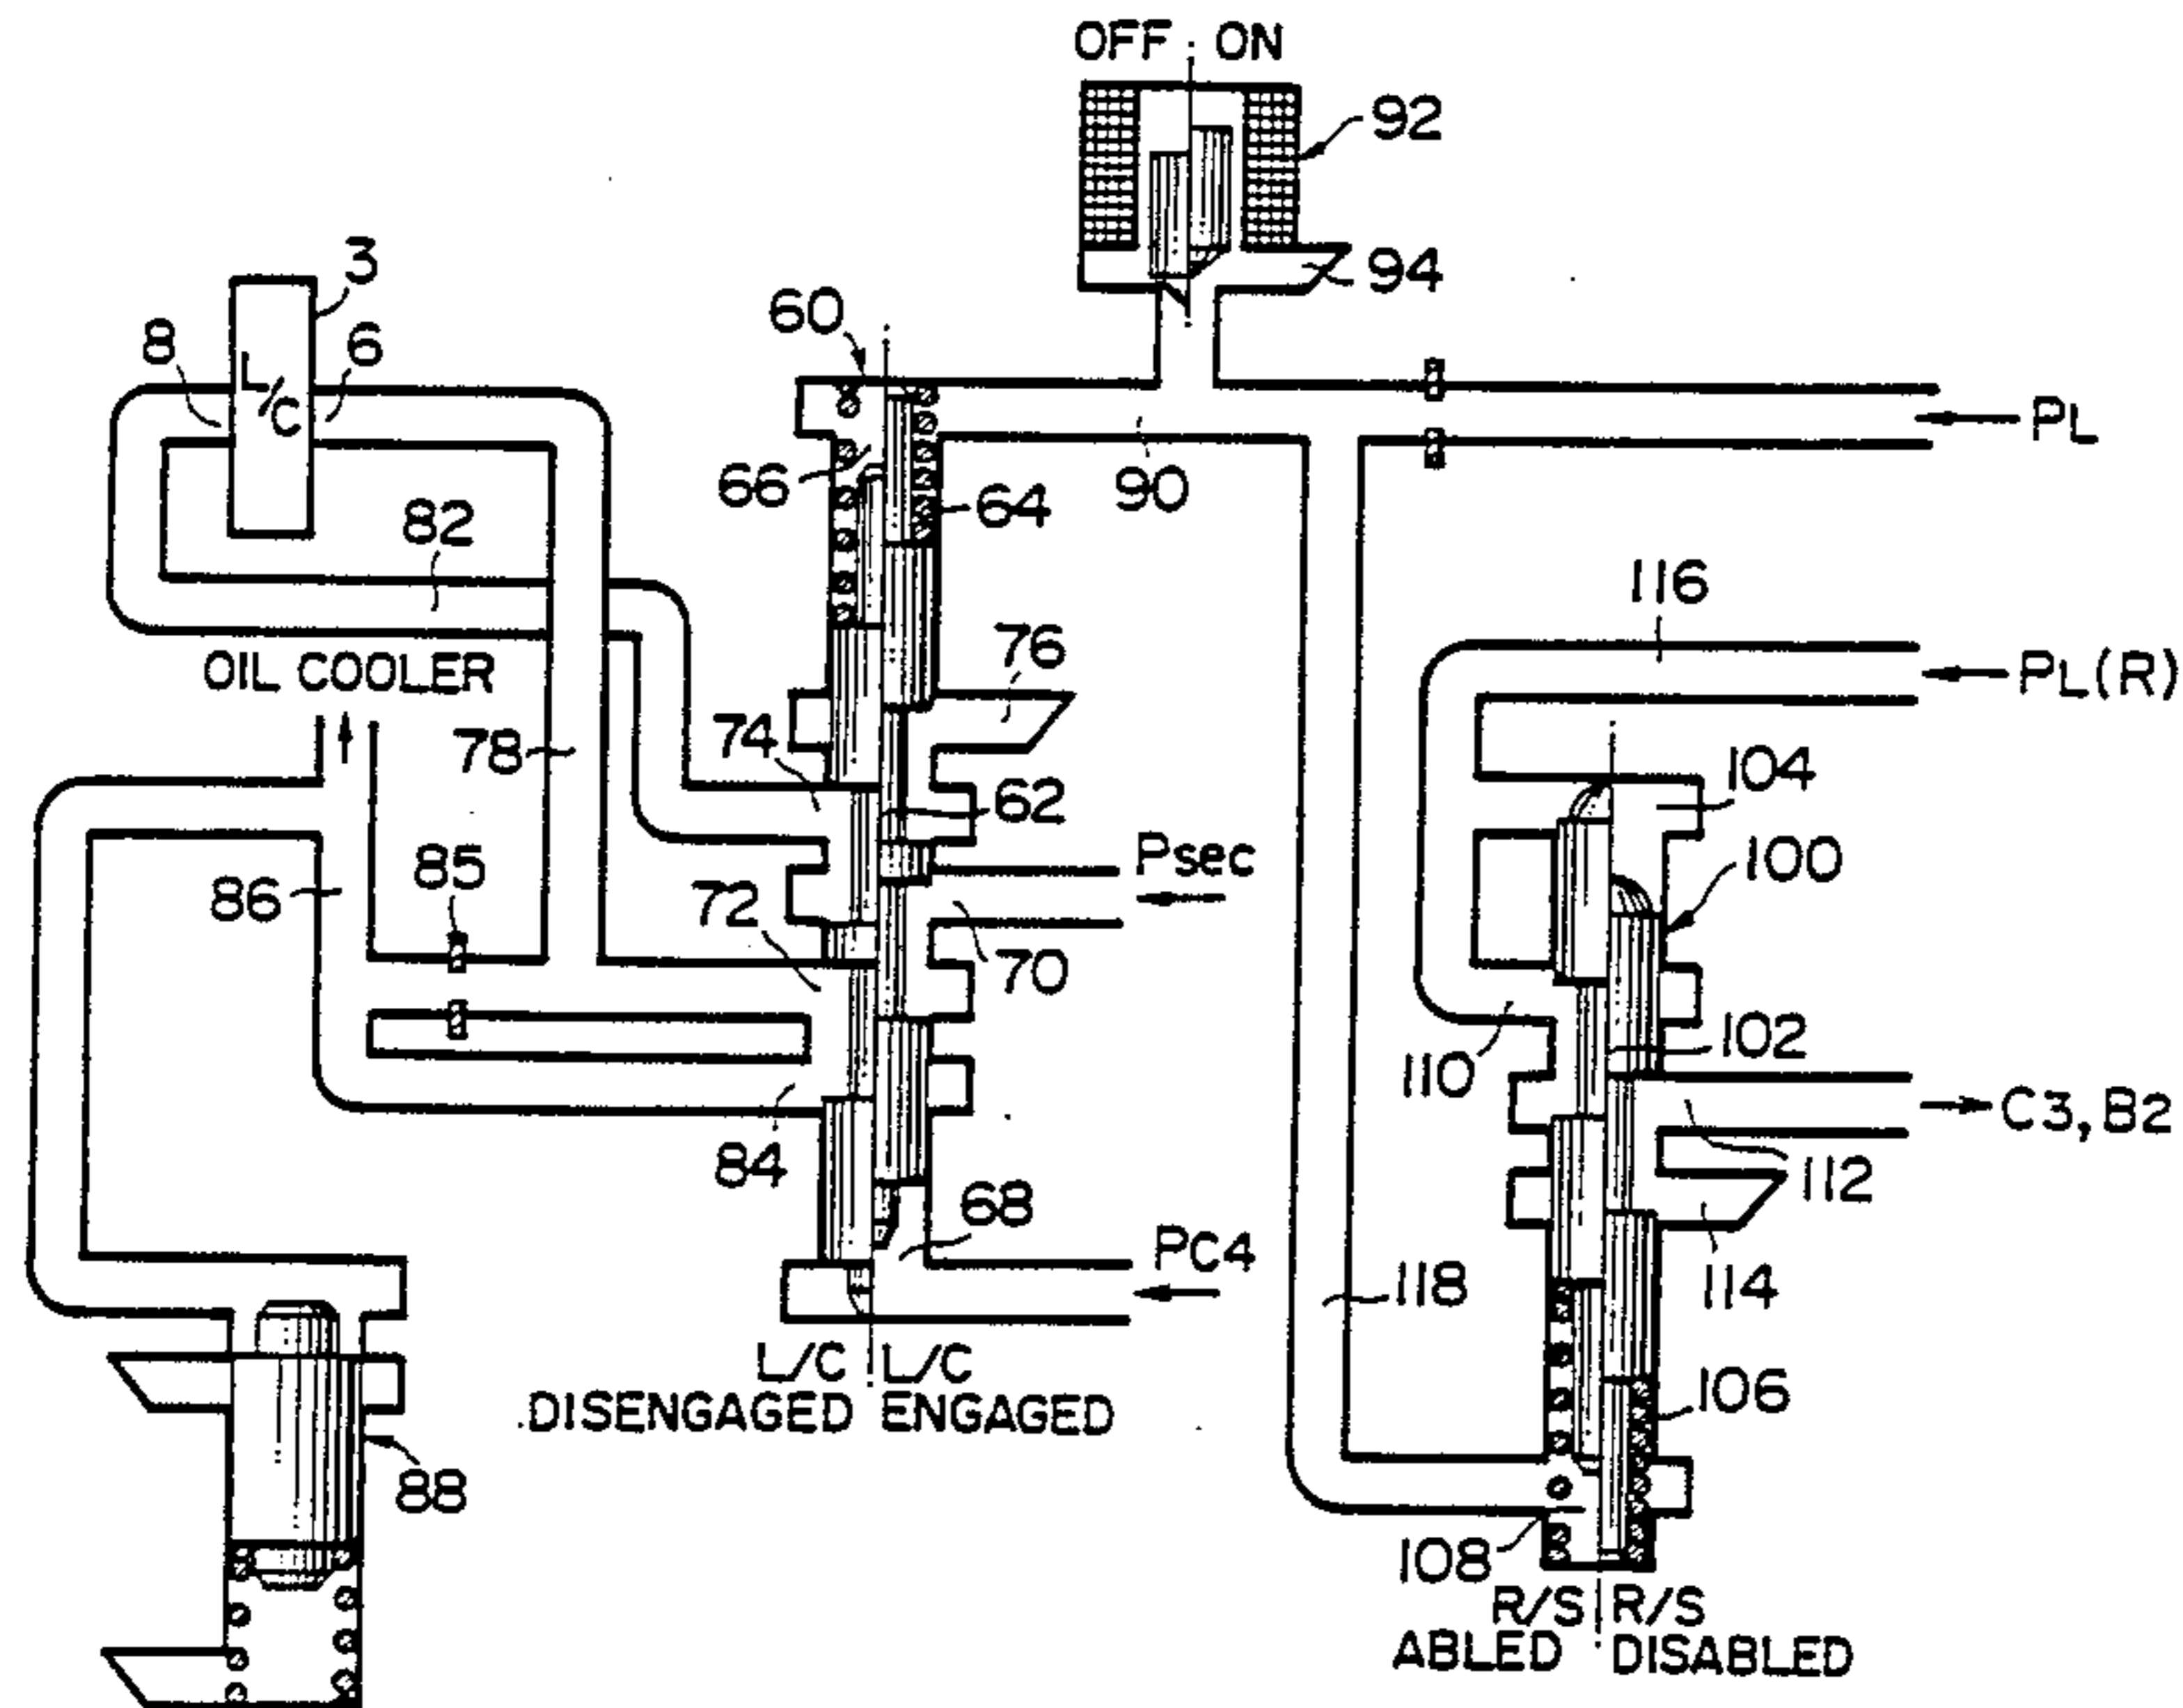 OFF ON
92
94
3
8
L/C
6
60
PL
66
64
90
82
116
OIL COOLER
76
PL(R)
78
74
104
62
Psec
85
100
86
72
70
102
110
C3, B2
84
68
112
PC4
118
114
L/C L/C
DISENGAGED ENGAGED
106
88
108
R/S R/S
ABLED DISABLED